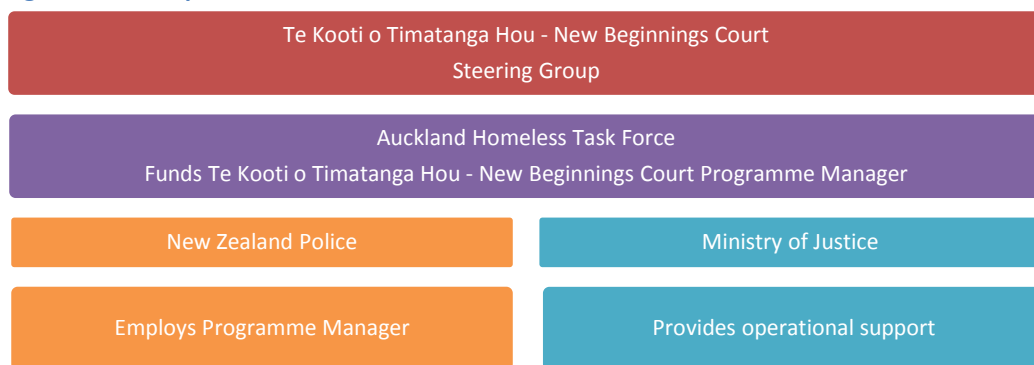 Te Kooti o Timatanga Hou - New Beginnings Court
Steering Group
Auckland Homeless Task Force
Funds Te Kooti o Timatanga Hou - New Beginnings Court Programme Manager
New Zealand Police
Ministry of Justice
Employs Programme Manager
Provides operational support